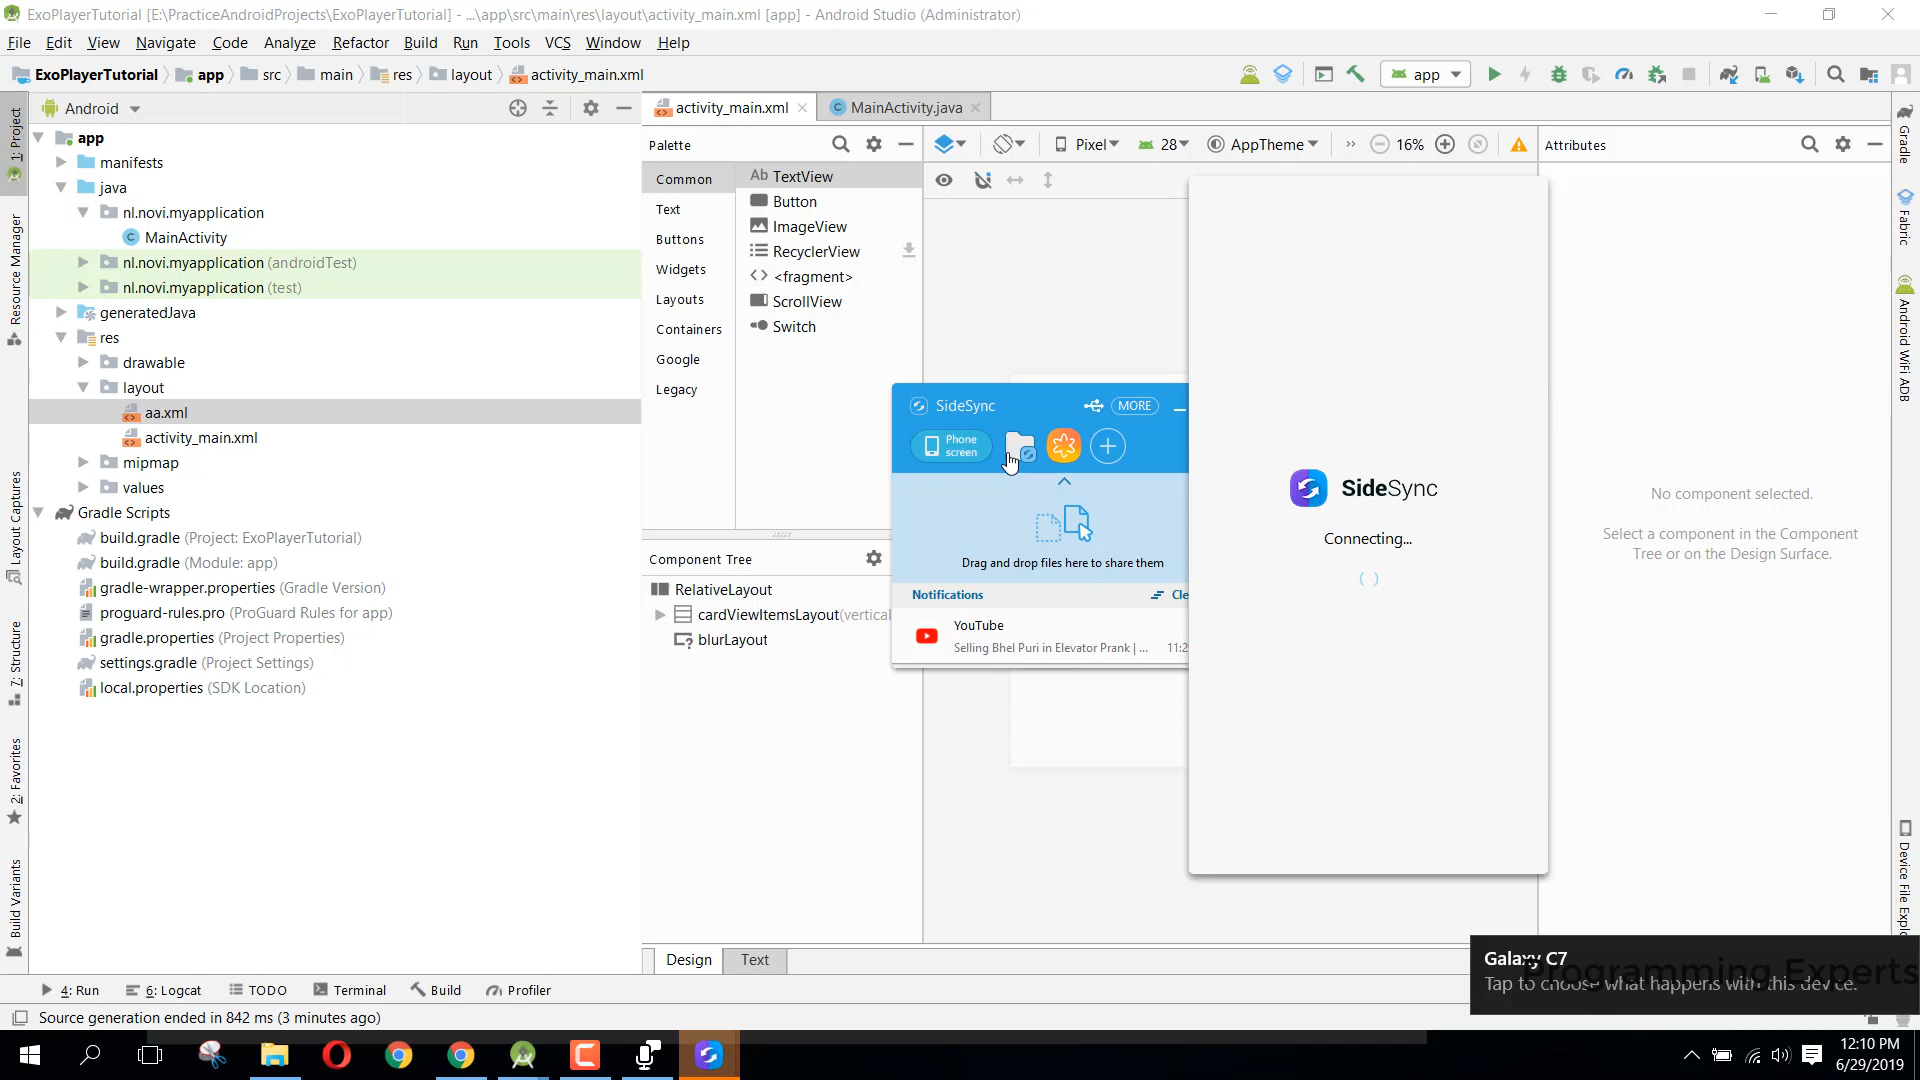 ExoPlayerTutorial [E:\PracticeAndroidProjects\ExoPlayerTutorial] - ...\app\src\main\res\layout\activity_main.xml [app] - Android Studio (Administrator)
File Edit View Navigate Code Analyze Refactor Build Run Tools VCS Window Help
ExoPlayerTutorial app src main res layout activity_main.xml
app
Android
activity_main.xml
MainActivity.java
1: Project
Resource Manager
Layout Captures
7: Structure
2: Favorites
Build Variants
app
manifests
java
nl.novi.myapplication
MainActivity
nl.novi.myapplication (androidTest)
nl.novi.myapplication (test)
generatedJava
res
drawable
layout
aa.xml
activity_main.xml
mipmap
values
Gradle Scripts
build.gradle (Project: ExoPlayerTutorial)
build.gradle (Module: app)
gradle-wrapper.properties (Gradle Version)
proguard-rules.pro (ProGuard Rules for app)
gradle.properties (Project Properties)
settings.gradle (Project Settings)
local.properties (SDK Location)
Palette
Common
Text
Buttons
Widgets
Layouts
Containers
Google
Legacy
Ab TextView
Button
ImageView
RecyclerView
<fragment>
ScrollView
Switch
Component Tree
RelativeLayout
cardViewItemsLayout(vertical
blurLayout
Pixel 28 AppTheme 16%
SideSync MORE
Phone
screen
Drag and drop files here to share them
Notifications Cle
YouTube
Selling Bhel Puri in Elevator Prank | ... 11:2
SideSync
Connecting...
Attributes
No component selected.
Select a component in the Component
Tree or on the Design Surface.
Gradle
Fabric
Android WiFi ADB
Device File Explo
Design Text
Galaxy C7
Tap to choose what happens with this device.
Programming Experts
4: Run 6: Logcat TODO Terminal Build Profiler
Source generation ended in 842 ms (3 minutes ago)
12:10 PM
6/29/2019